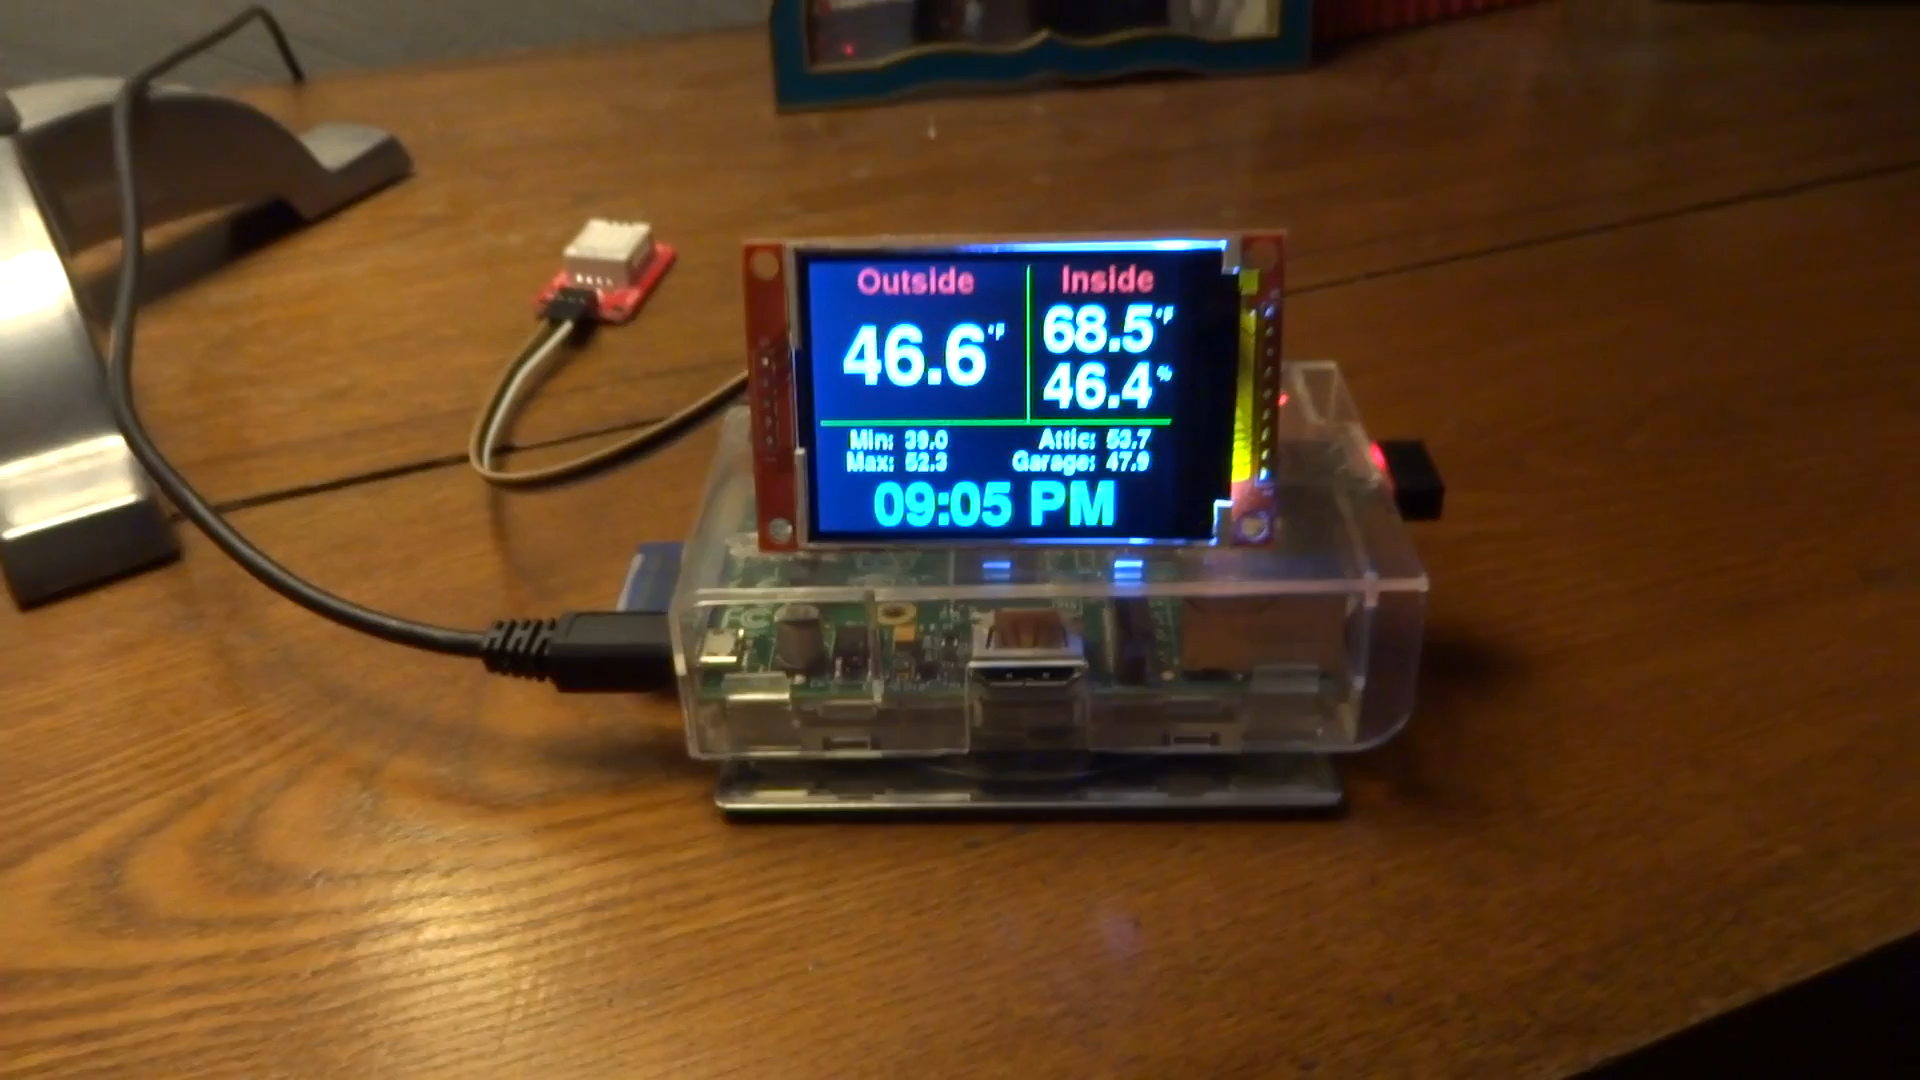 Outside
46.6°F
Inside
68.5°F
46.4%
Min: 39.0
Max: 52.3
Attic: 53.7
Garage: 47.9
09:05 PM
FC